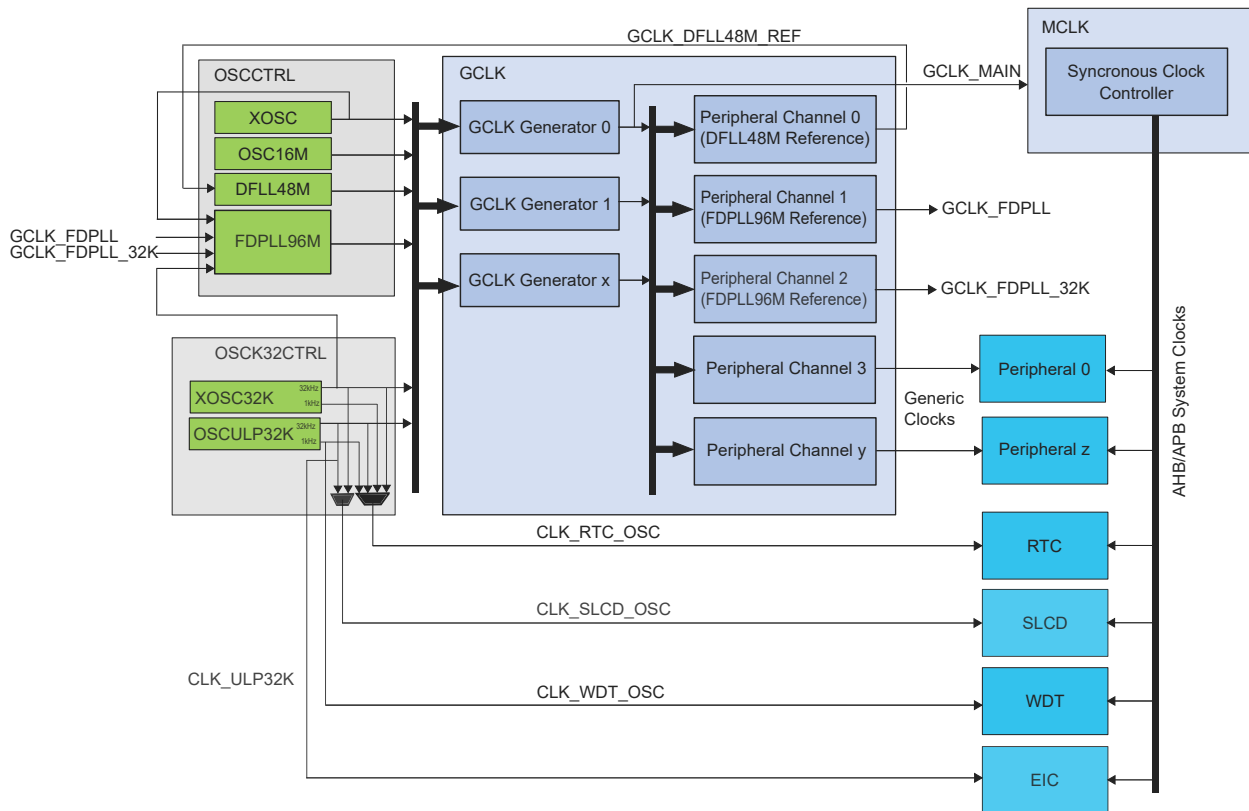 GCLK_DFLL48M_REF
MCLK
OSCCTRL
GCLK
GCLK_MAIN
Syncronous Clock
Controller
XOSC
OSC16M
DFLL48M
FDPLL96M
GCLK_FDPLL
GCLK_FDPLL_32K
GCLK Generator 0
GCLK Generator 1
GCLK Generator x
Peripheral Channel 0
(DFLL48M Reference)
Peripheral Channel 1
(FDPLL96M Reference)
Peripheral Channel 2
(FDPLL96M Reference)
Peripheral Channel 3
Peripheral Channel y
GCLK_FDPLL
GCLK_FDPLL_32K
Generic
Clocks
Peripheral 0
Peripheral z
AHB/APB System Clocks
OSCK32CTRL
XOSC32K
32kHz
1kHz
OSCULP32K
32kHz
1kHz
CLK_RTC_OSC
RTC
CLK_SLCD_OSC
SLCD
CLK_ULP32K
CLK_WDT_OSC
WDT
EIC